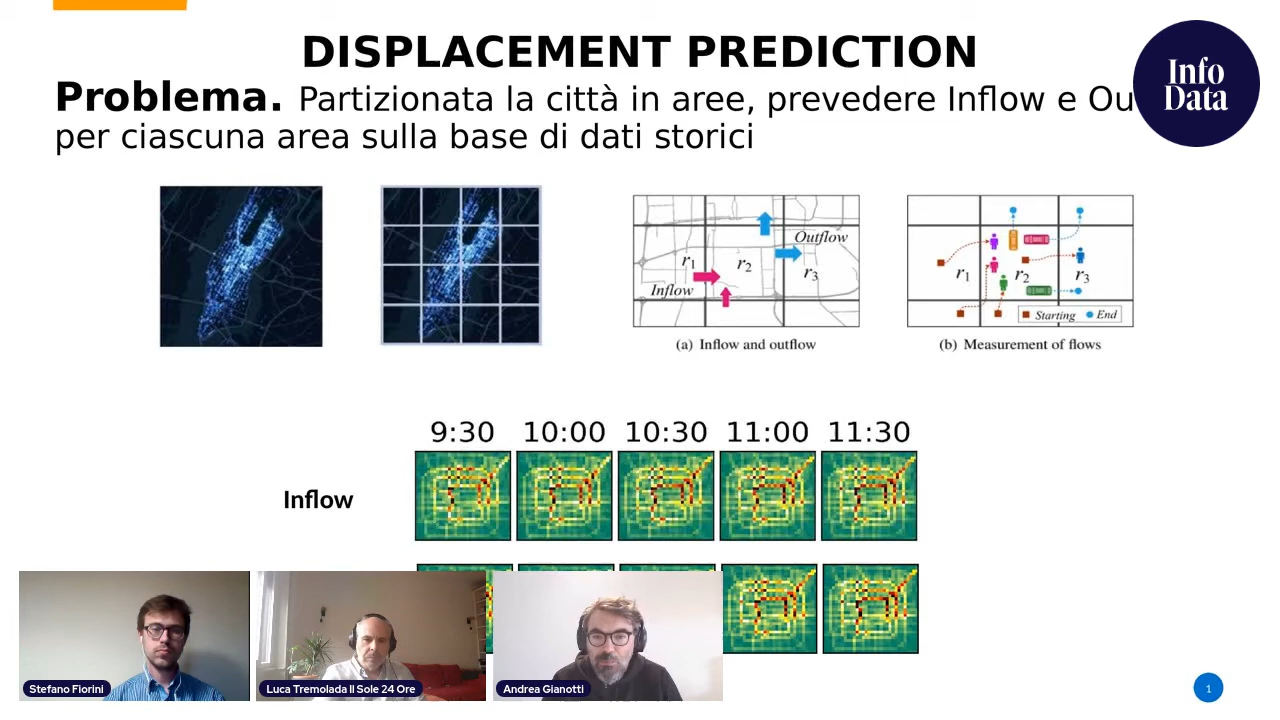 DISPLACEMENT PREDICTION
Problema. Partizionata la città in aree, prevedere Inflow e Ou
per ciascuna area sulla base di dati storici
Info
Data
Outflow
r1
r2
r3
Inflow
(a) Inflow and outflow
r1
r2
r3
Starting
End
(b) Measurement of flows
9:30 10:00 10:30 11:00 11:30
Inflow
Stefano Fiorini
Luca Tremolada Il Sole 24 Ore
Andrea Gianotti
1